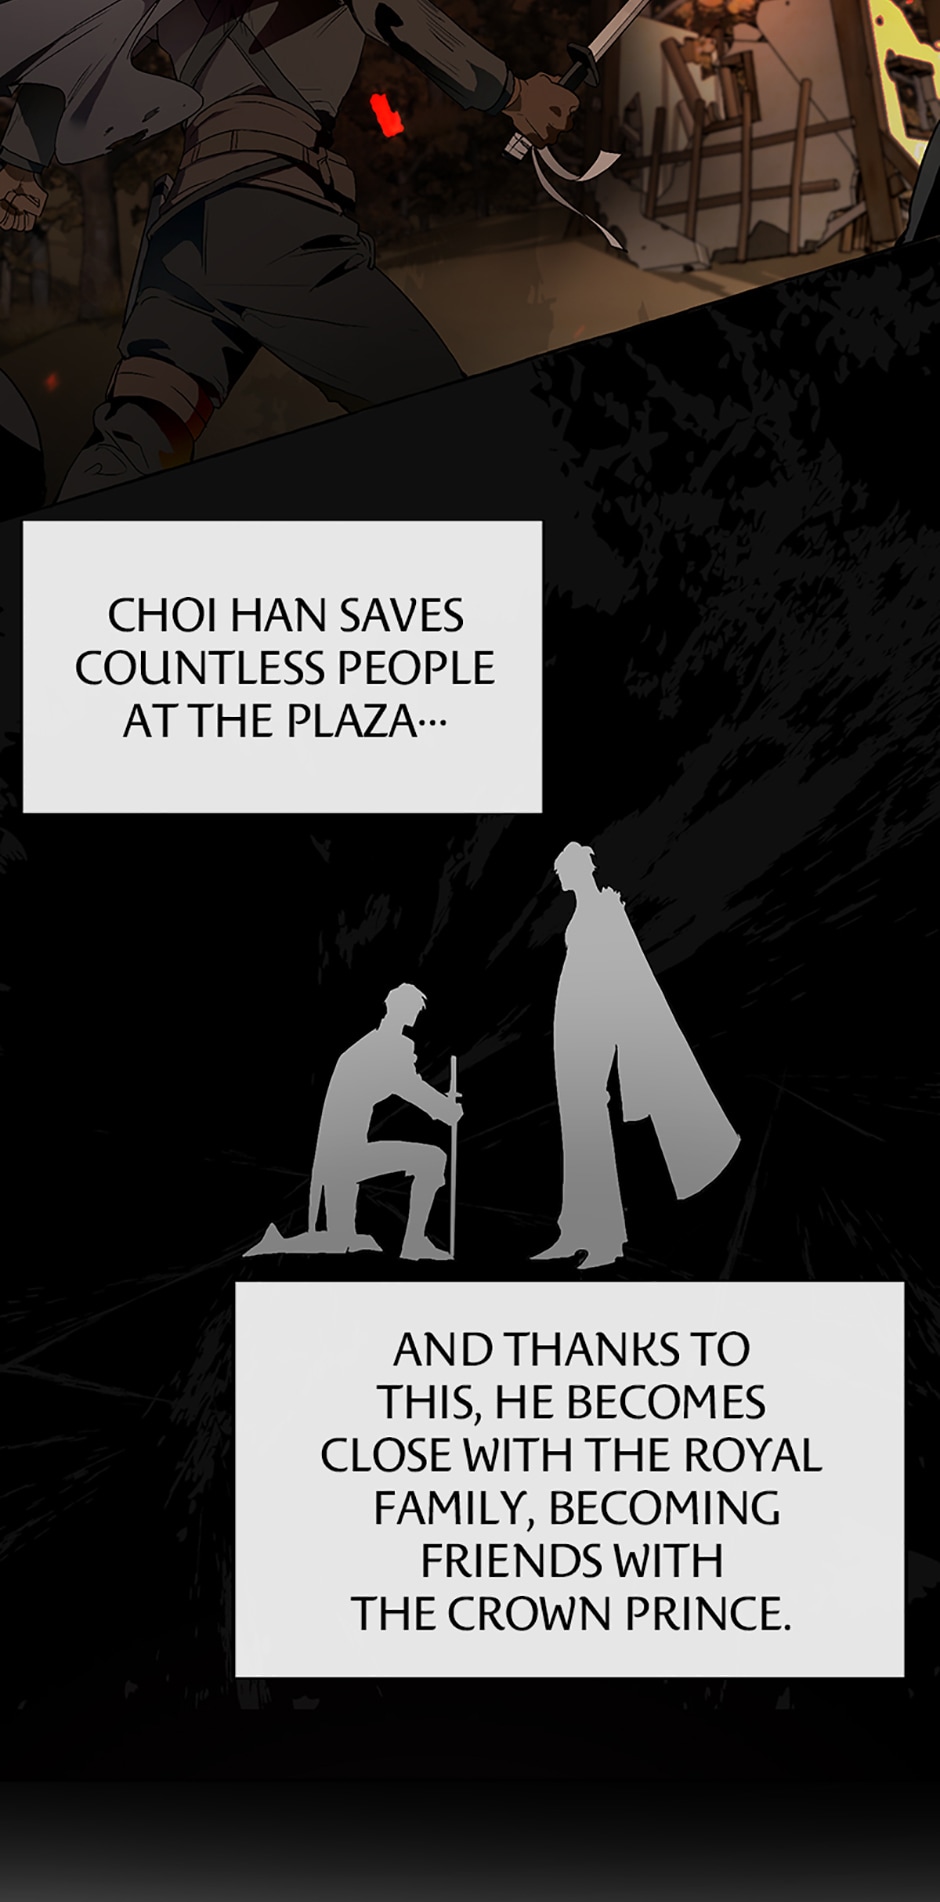 CHOI HAN SAVES
COUNTLESS PEOPLE
AT THE PLAZA···
AND THANKS TO
THIS, HE BECOMES
CLOSE WITH THE ROYAL
FAMILY, BECOMING
FRIENDS WITH
THE CROWN PRINCE.